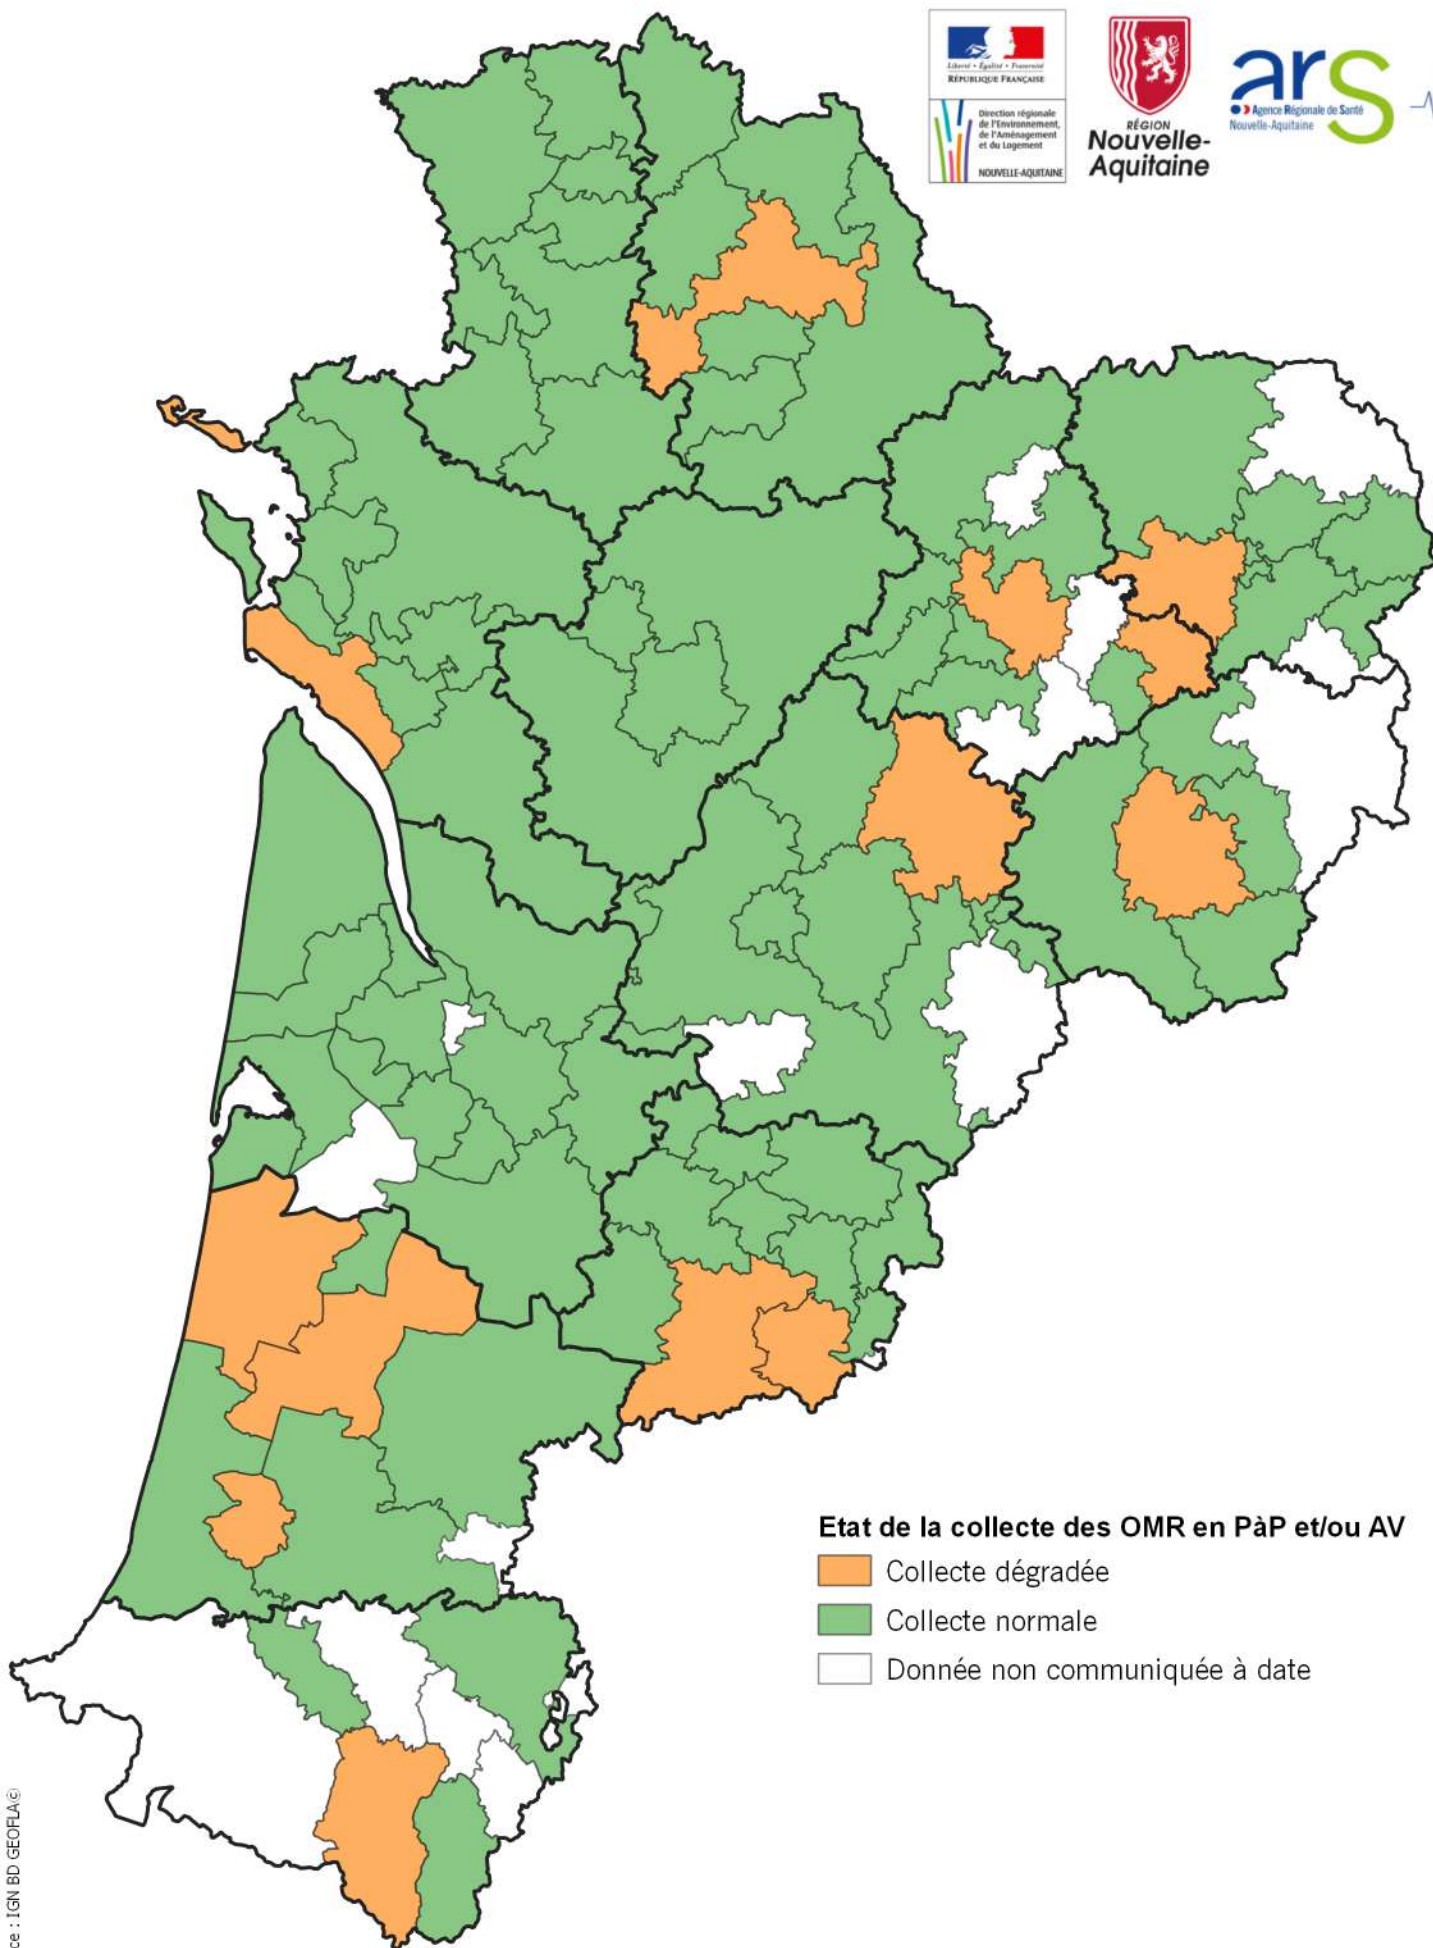 Liberté • Égalité • Fraternité
RÉPUBLIQUE FRANÇAISE
Direction régionale
de l'Environnement,
de l'Aménagement
et du Logement
NOUVELLE-AQUITAINE
RÉGION
Nouvelle-
Aquitaine
ars
Agence Régionale de Santé
Nouvelle-Aquitaine
Etat de la collecte des OMR en PàP et/ou AV
Collecte dégradée
Collecte normale
Donnée non communiquée à date
ce : IGN BD GEOFLA©